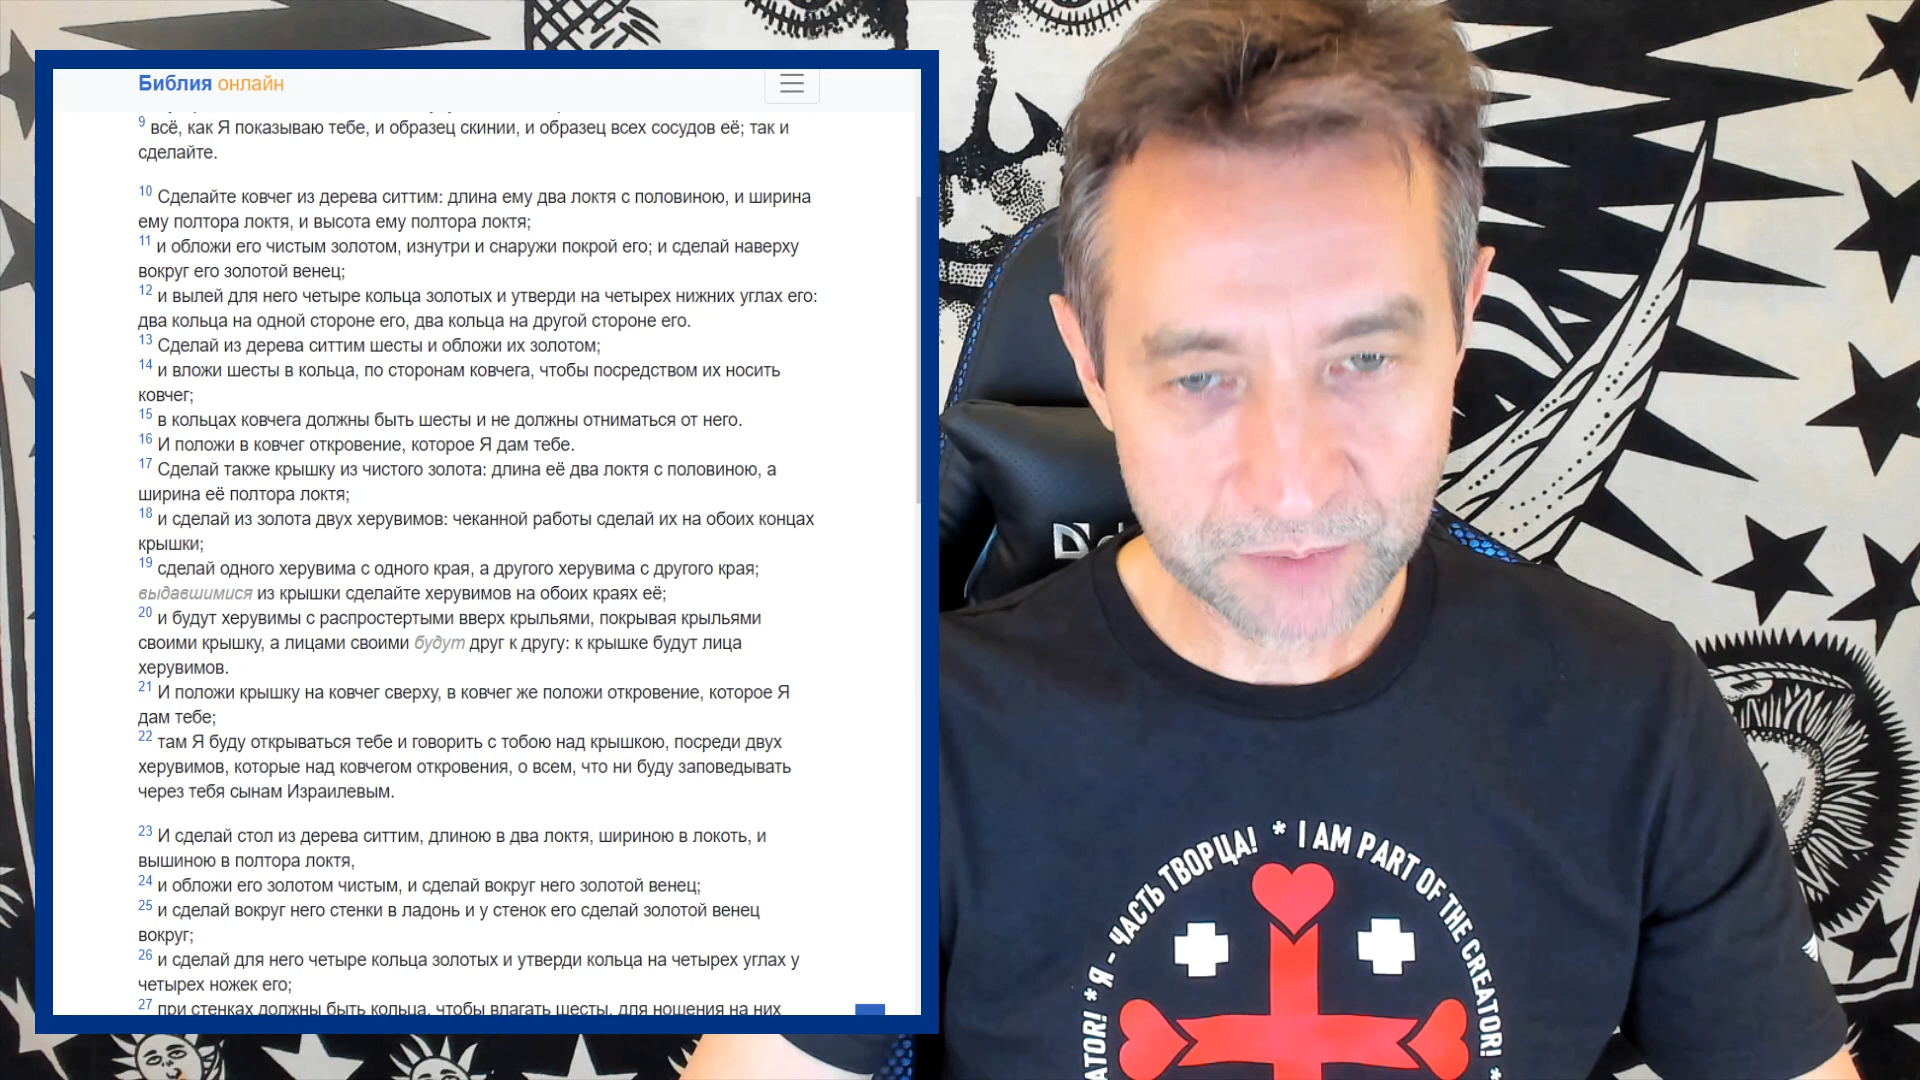 Библия онлайн
9 всё, как Я показываю тебе, и образец скинии, и образец всех сосудов её; так и
сделайте.
10 Сделайте ковчег из дерева ситтим: длина ему два локтя с половиною, и ширина
ему полтора локтя, и высота ему полтора локтя;
11 и обложи его чистым золотом, изнутри и снаружи покрой его; и сделай наверху
вокруг его золотой венец;
12 и вылей для него четыре кольца золотых и утверди на четырех нижних углах его:
два кольца на одной стороне его, два кольца на другой стороне его.
13 Сделай из дерева ситтим шесты и обложи их золотом;
14 и вложи шесты в кольца, по сторонам ковчега, чтобы посредством их носить
ковчег;
15 в кольцах ковчега должны быть шесты и не должны отниматься от него.
16 И положи в ковчег откровение, которое Я дам тебе.
17 Сделай также крышку из чистого золота: длина её два локтя с половиною, а
ширина её полтора локтя;
18 и сделай из золота двух херувимов: чеканной работы сделай их на обоих концах
крышки;
19 сделай одного херувима с одного края, а другого херувима с другого края;
выдавшимися из крышки сделайте херувимов на обоих краях её;
20 и будут херувимы с распростертыми вверх крыльями, покрывая крыльями
своими крышку, а лицами своими будут друг к другу: к крышке будут лица
херувимов.
21 И положи крышку на ковчег сверху, в ковчег же положи откровение, которое Я
дам тебе;
22 там Я буду открываться тебе и говорить с тобою над крышкою, посреди двух
херувимов, которые над ковчегом откровения, о всем, что ни буду заповедывать
через тебя сынам Израилевым.
23 И сделай стол из дерева ситтим, длиною в два локтя, шириною в локоть, и
вышиною в полтора локтя,
24 и обложи его золотом чистым, и сделай вокруг него золотой венец;
25 и сделай вокруг него стенки в ладонь и у стенок его сделай золотой венец
вокруг;
26 и сделай для него четыре кольца золотых и утверди кольца на четырех углах у
четырех ножек его;
27 при стенках должны быть кольца, чтобы влагать шесты, для ношения на них
ATOR! * Я - ЧАСТЬ ТВОРЦА! * I AM PART OF THE CREATOR! *